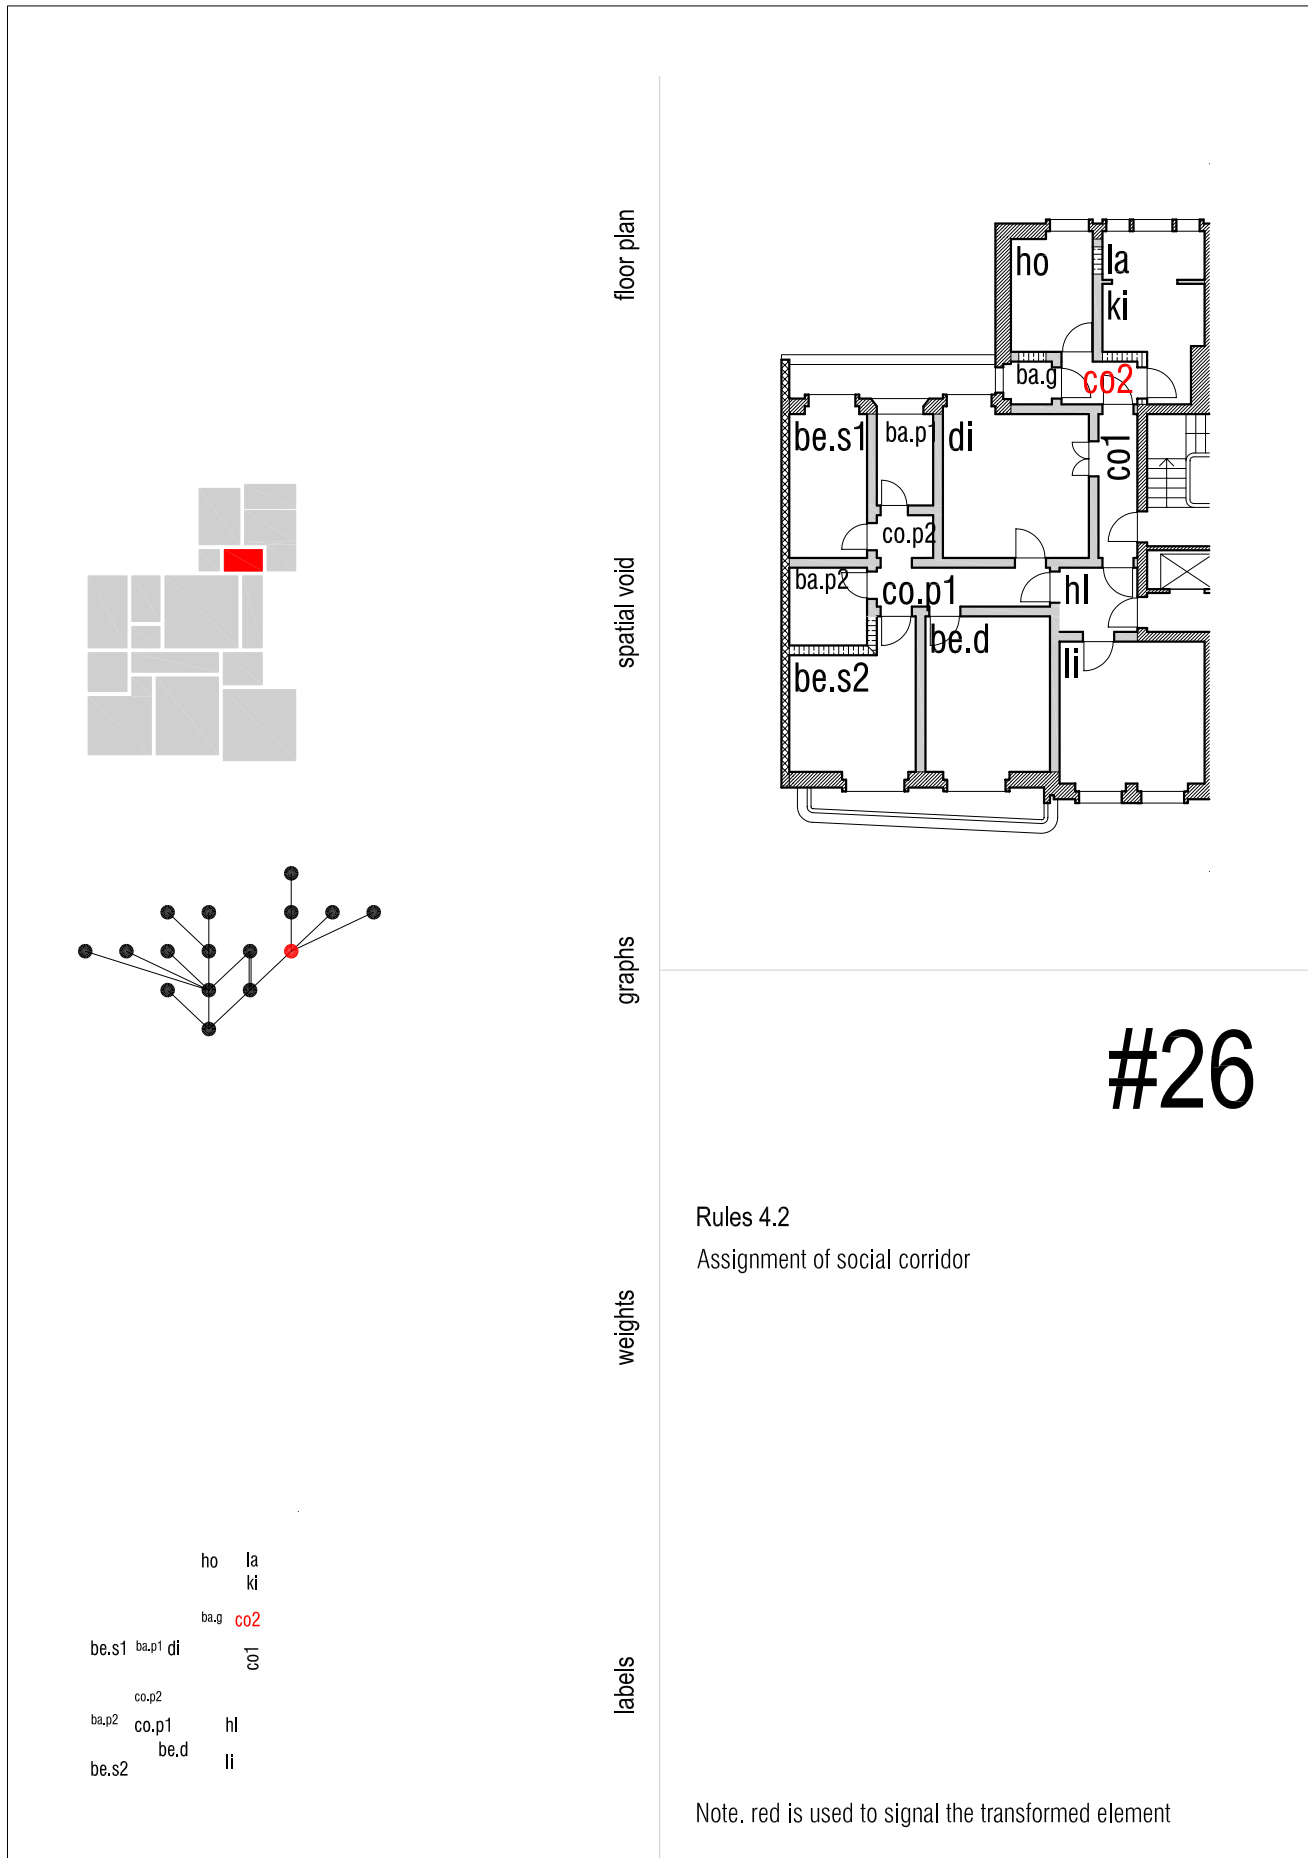 floor plan
spatial void
graphs
weights
labels
ho
la
ki
ba.g
co2
be.s1
ba.p1
di
co1
co.p2
ba.p2
co.p1
hl
be.d
be.s2
li
#26
Rules 4.2
Assignment of social corridor
ho la
ki
ba.g co2
be.s1 ba.p1 di
co1
co.p2
ba.p2 co.p1 hl
be.d
be.s2 li
Note. red is used to signal the transformed element